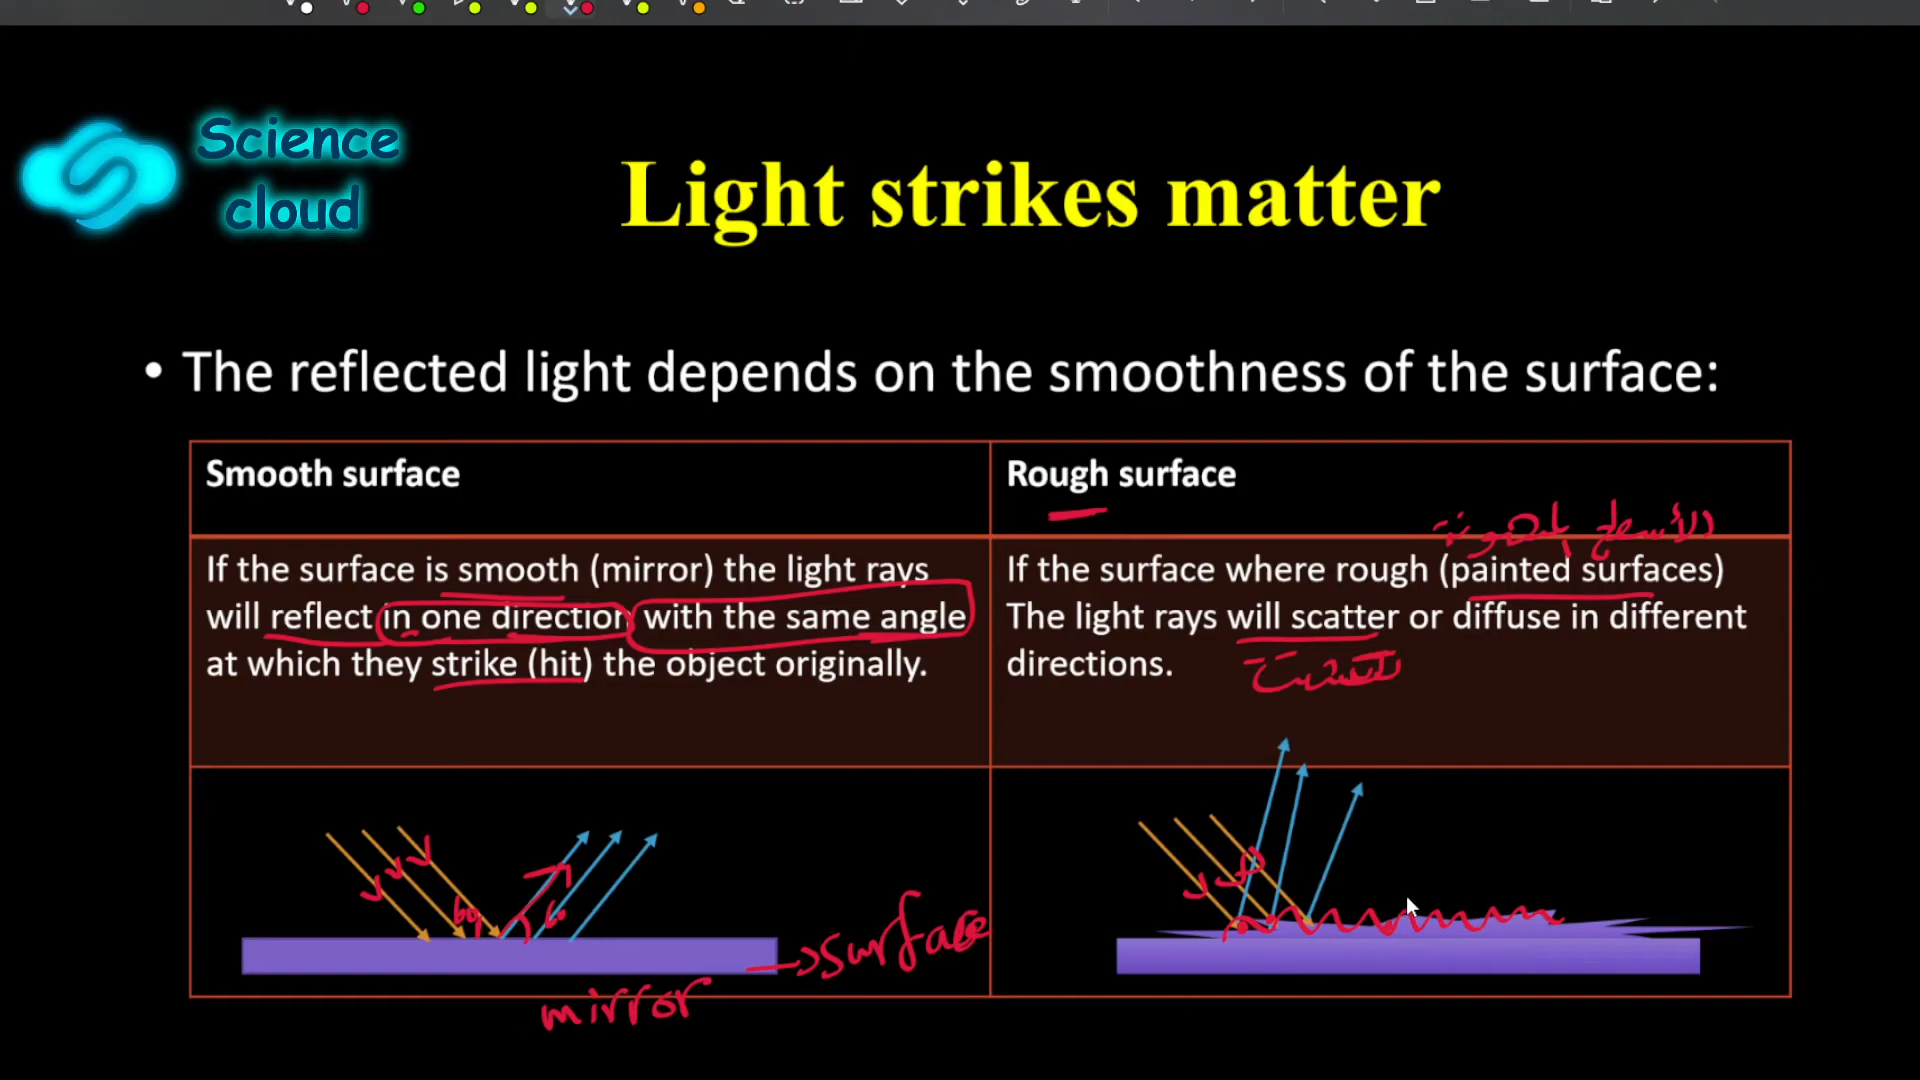 Science
cloud
Light strikes matter
• The reflected light depends on the smoothness of the surface:
Smooth surface
Rough surface
If the surface is smooth (mirror) the light rays
will reflect in one direction with the same angle
at which they strike (hit) the object originally.
If the surface where rough (painted surfaces)
The light rays will scatter or diffuse in different
directions.
60
60
surface
mirror